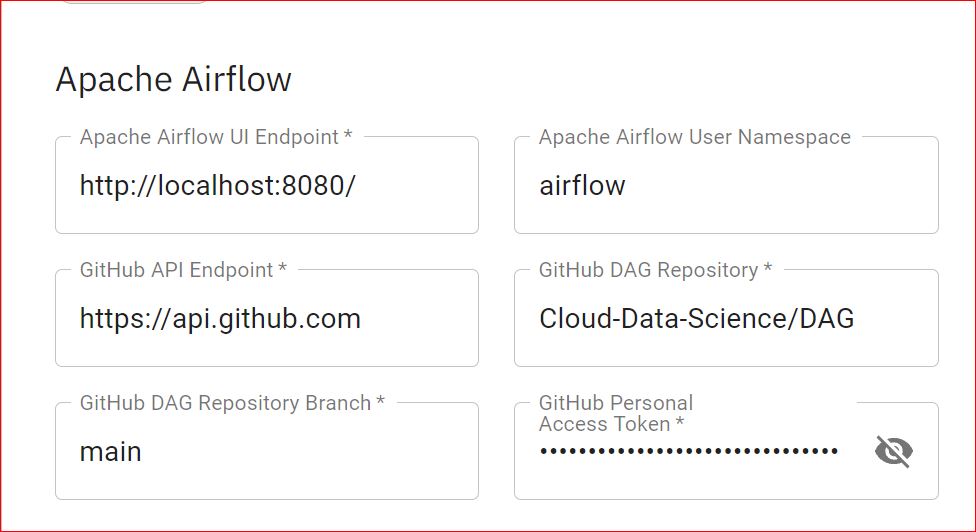 Apache Airflow
Apache Airflow UI Endpoint *
Apache Airflow User Namespace
http://localhost:8080/
airflow
GitHub API Endpoint *
GitHub DAG Repository *
https://api.github.com
Cloud-Data-Science/DAG
GitHub DAG Repository Branch *
GitHub Personal
Access Token *
main
•••••••••••••••••••••••••••••••